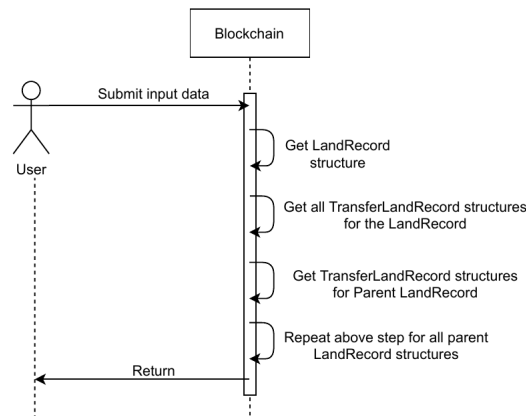 Blockchain
Submit input data
User
Get LandRecord
structure
Get all TransferLandRecord structures
for the LandRecord
Get TransferLandRecord structures
for Parent LandRecord
Repeat above step for all parent
LandRecord structures
Return